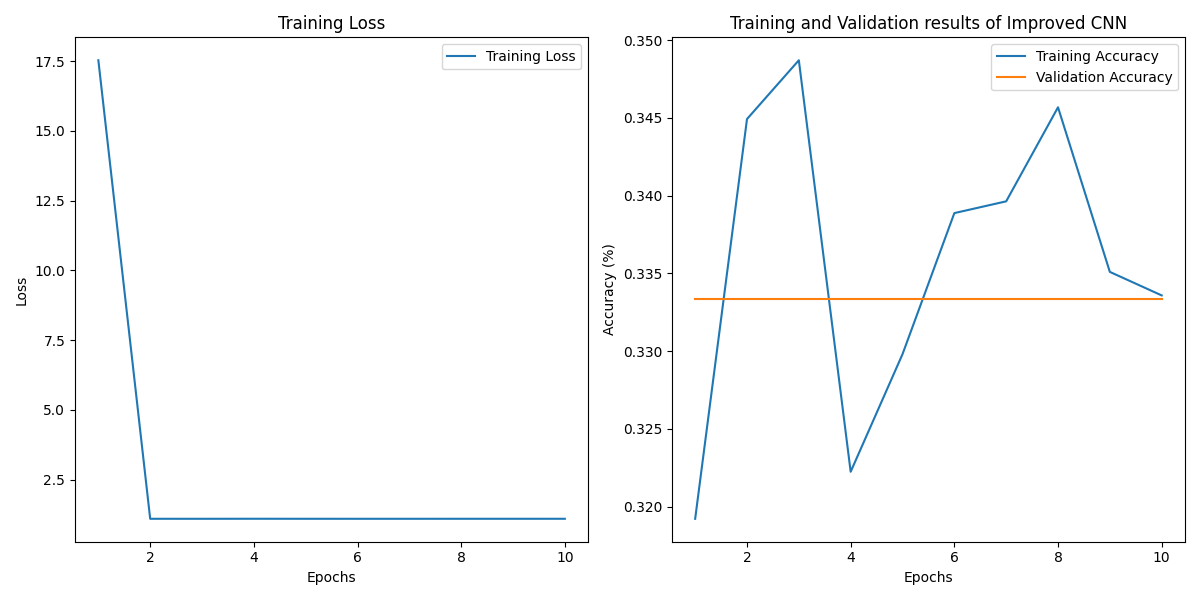 Training Loss
Training Loss
17.5
15.0
12.5
10.0
7.5
5.0
2.5
Loss
2
4
6
8
10
Epochs
Training and Validation results of Improved CNN
Training Accuracy
Validation Accuracy
0.350
0.345
0.340
0.335
0.330
0.325
0.320
Accuracy (%)
2
4
6
8
10
Epochs